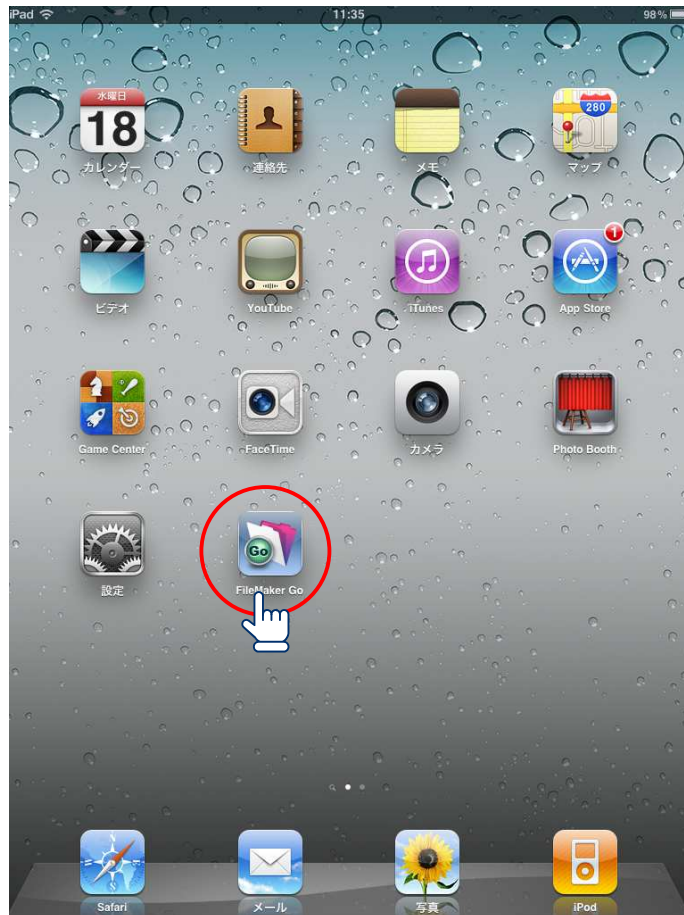 iPad 11:35 98%
水曜日
18
280
カレンダー 連絡先 メモ マップ
1
ビデオ YouTube iTunes App Store
Game Center FaceTime カメラ Photo Booth
Go
設定 FileMaker Go
N
S
Safari メール 写真 iPod